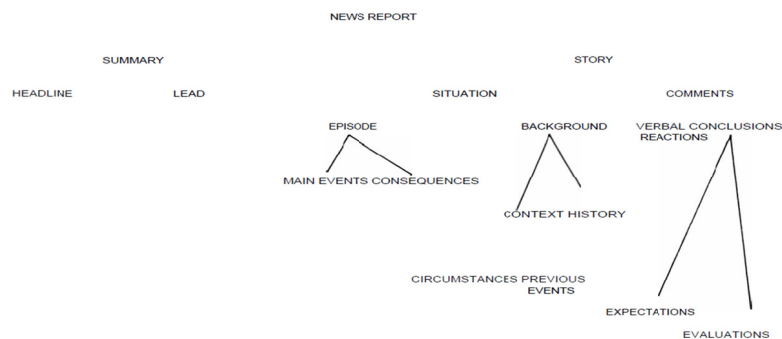 NEWS REPORT
SUMMARY STORY
HEADLINE LEAD SITUATION COMMENTS
EPISODE BACKGROUND VERBAL CONCLUSIONS
REACTIONS
MAIN EVENTS CONSEQUENCES
CONTEXT HISTORY
CIRCUMSTANCES PREVIOUS
EVENTS
EXPECTATIONS
EVALUATIONS